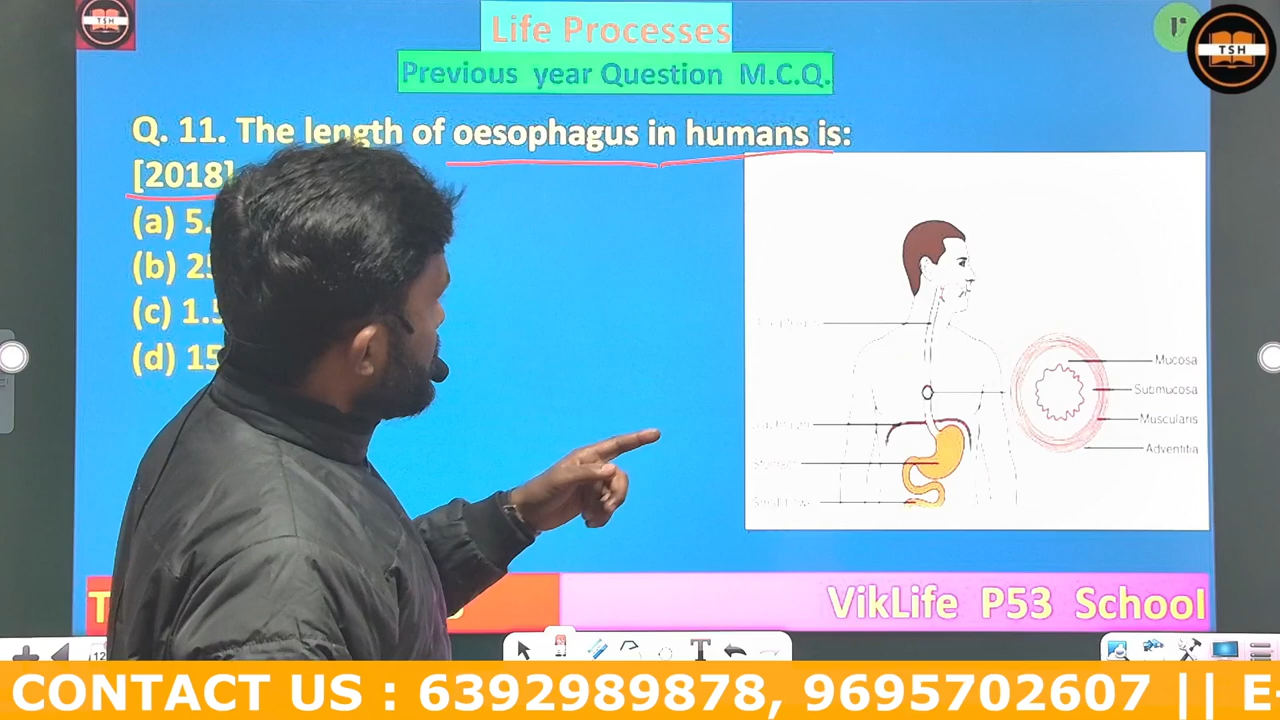 TSH
Life Processes
TSH
Previous year Question M.C.Q.
Q. 11. The length of oesophagus in humans is:
[2018]
(a) 5.
(b) 25
(c) 1.5
(d) 15
Mucosa
Submucosa
Muscularis
Adventitia
VikLife P53 School
T
CONTACT US : 6392989878, 9695702607 || E-